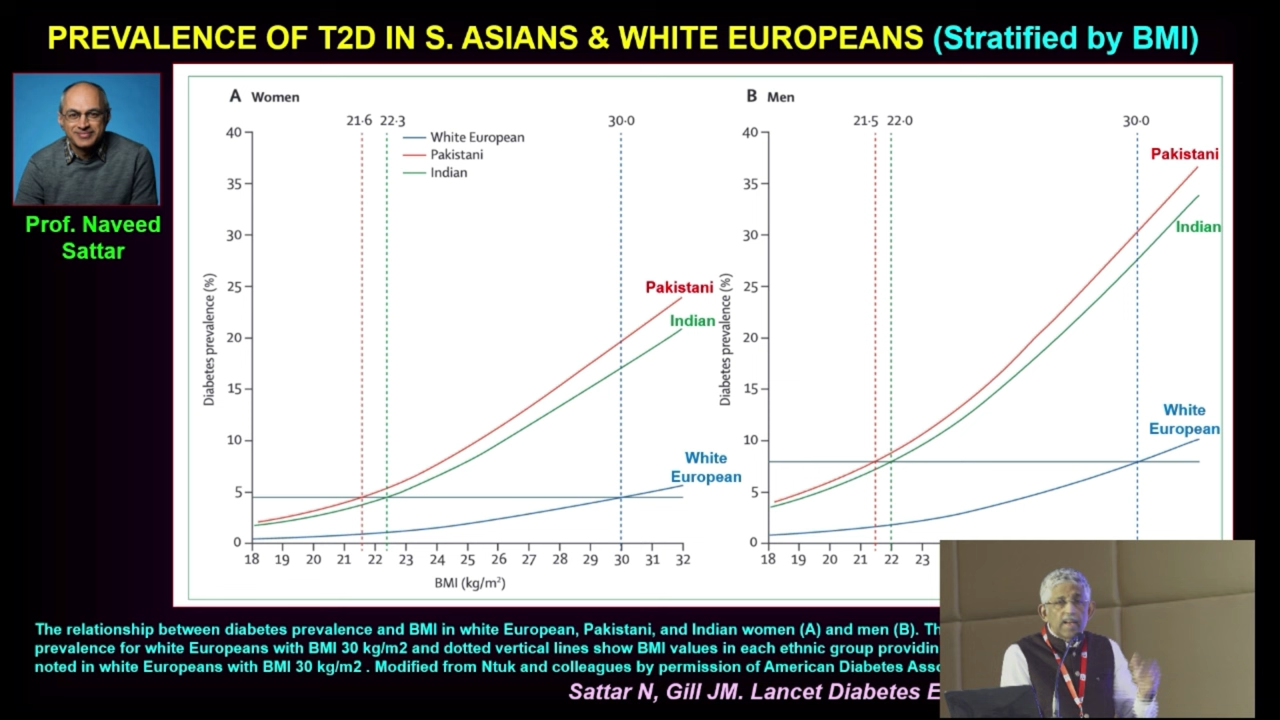 PREVALENCE OF T2D IN S. ASIANS & WHITE EUROPEANS (Stratified by BMI)
Prof. Naveed
Sattar
A Women
21·6 22·3 30·0
White European
Pakistani
Indian
40
35
30
25
20
15
10
5
0
Diabetes prevalence (%)
Pakistani
Indian
White
European
18 19 20 21 22 23 24 25 26 27 28 29 30 31 32
BMI (kg/m²)
B Men
21·5 22·0 30·0
40
35
30
25
20
15
10
5
0
Diabetes prevalence (%)
Pakistani
Indian
White
European
18 19 20 21 22 23
The relationship between diabetes prevalence and BMI in white European, Pakistani, and Indian women (A) and men (B).
prevalence for white Europeans with BMI 30 kg/m2 and dotted vertical lines show BMI values in each ethnic group
noted in white Europeans with BMI 30 kg/m2 . Modified from Ntuk and colleagues by permission of American Diabetes
Sattar N, Gill JM. Lancet Diabetes